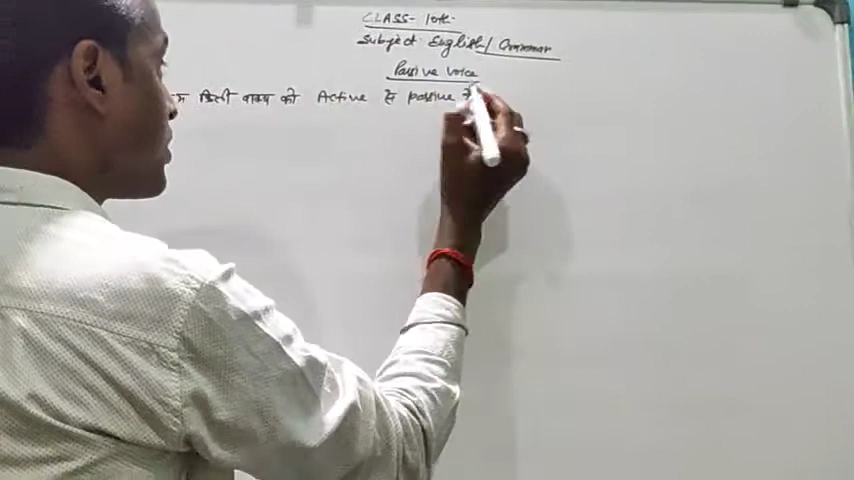 CLASS- 10th
Subject English/ Grammar
Passive voice
किसी वाक्य को Active से passive में